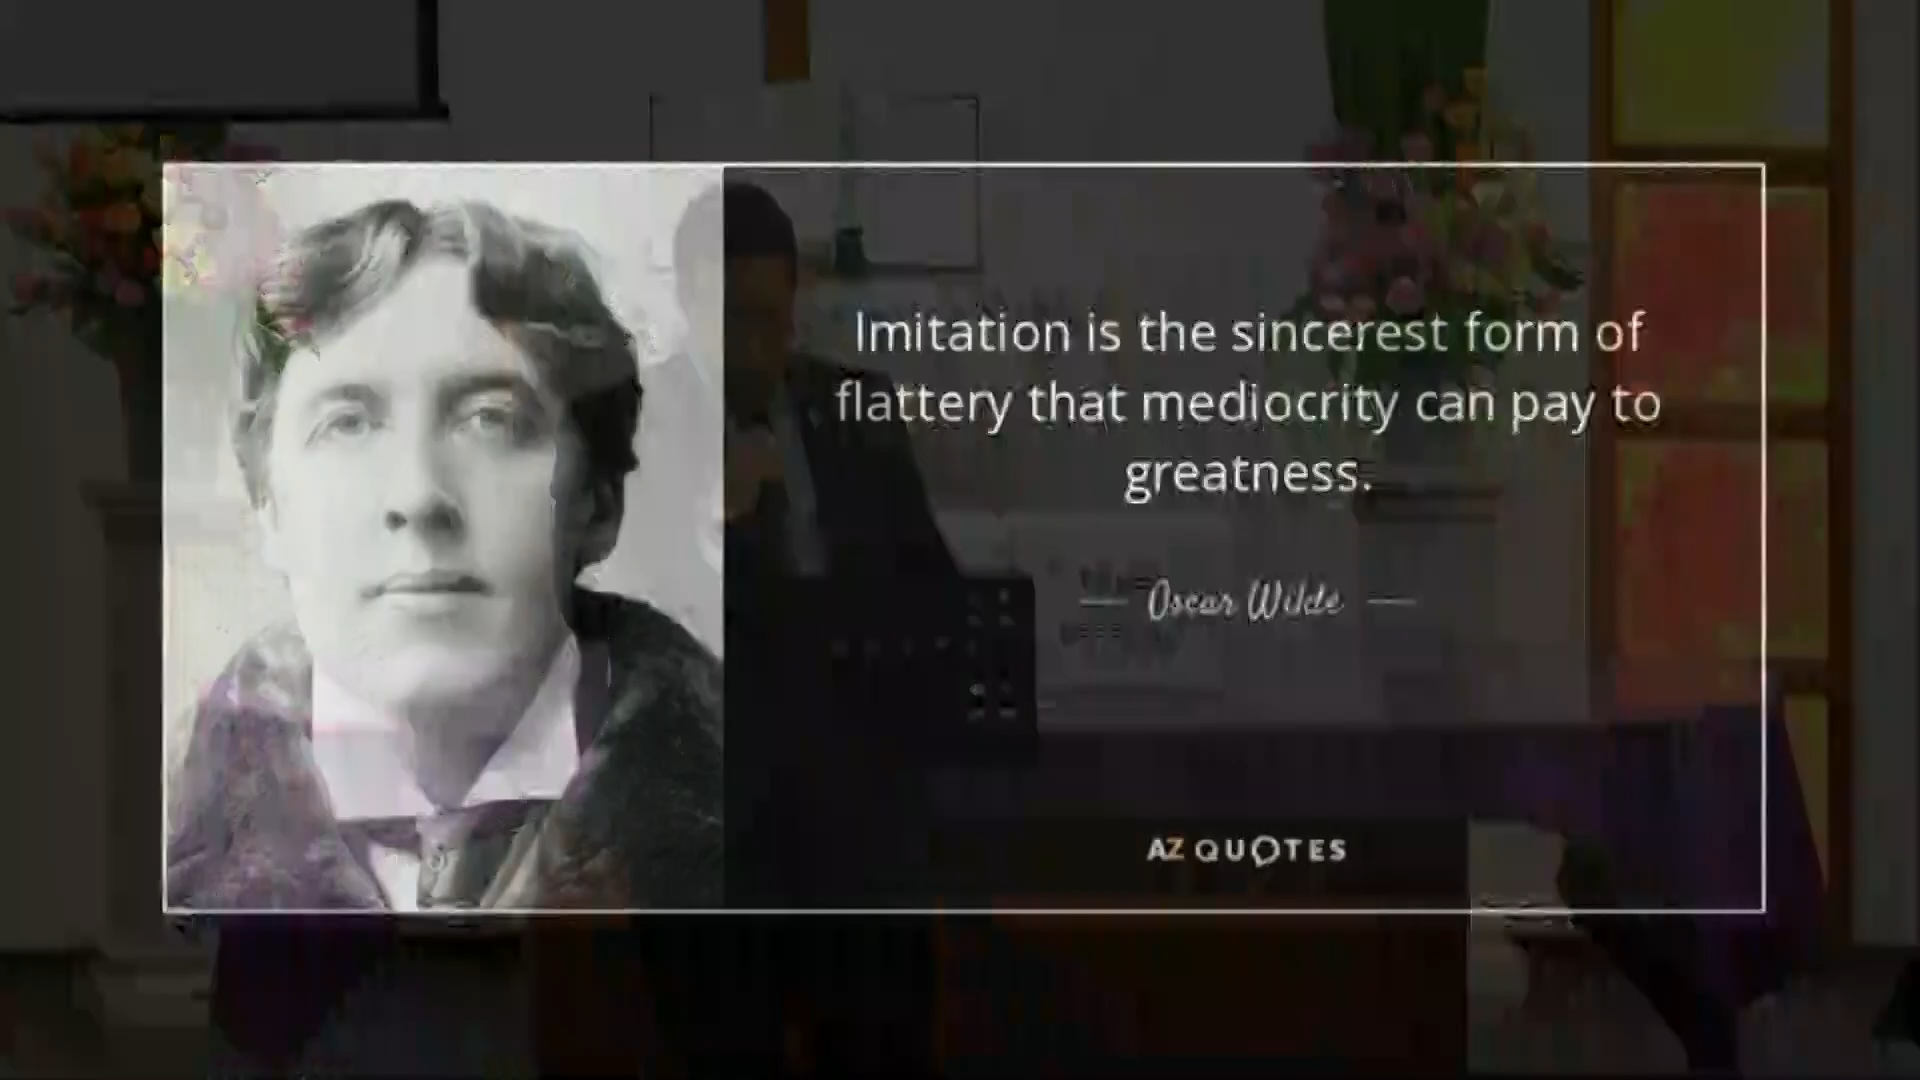 Imitation is the sincerest form of
flattery that mediocrity can pay to
greatness.
Oscar Wilde
AZ QUOTES